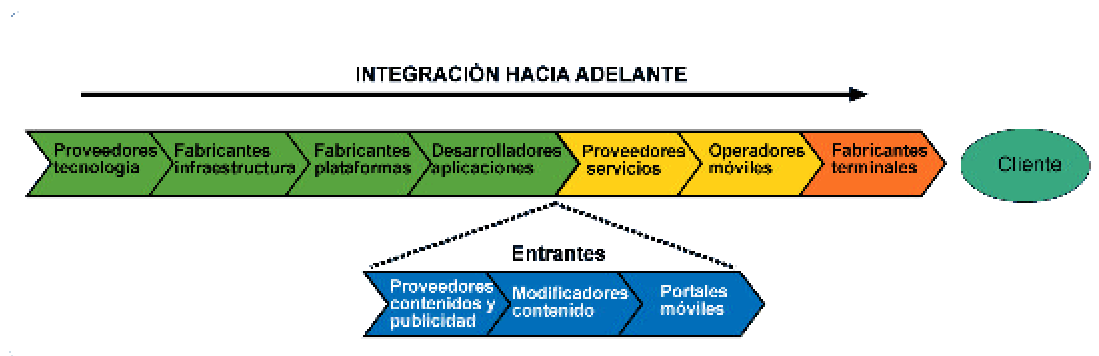 INTEGRACIÓN HACIA ADELANTE
Proveedores
tecnología
Fabricantes
infraestructura
Fabricantes
plataformas
Desarrolladores
aplicaciones
Proveedores
servicios
Operadores
móviles
Fabricantes
terminales
Cliente
Entrantes
Proveedores
contenidos y
publicidad
Modificadores
contenido
Portales
móviles